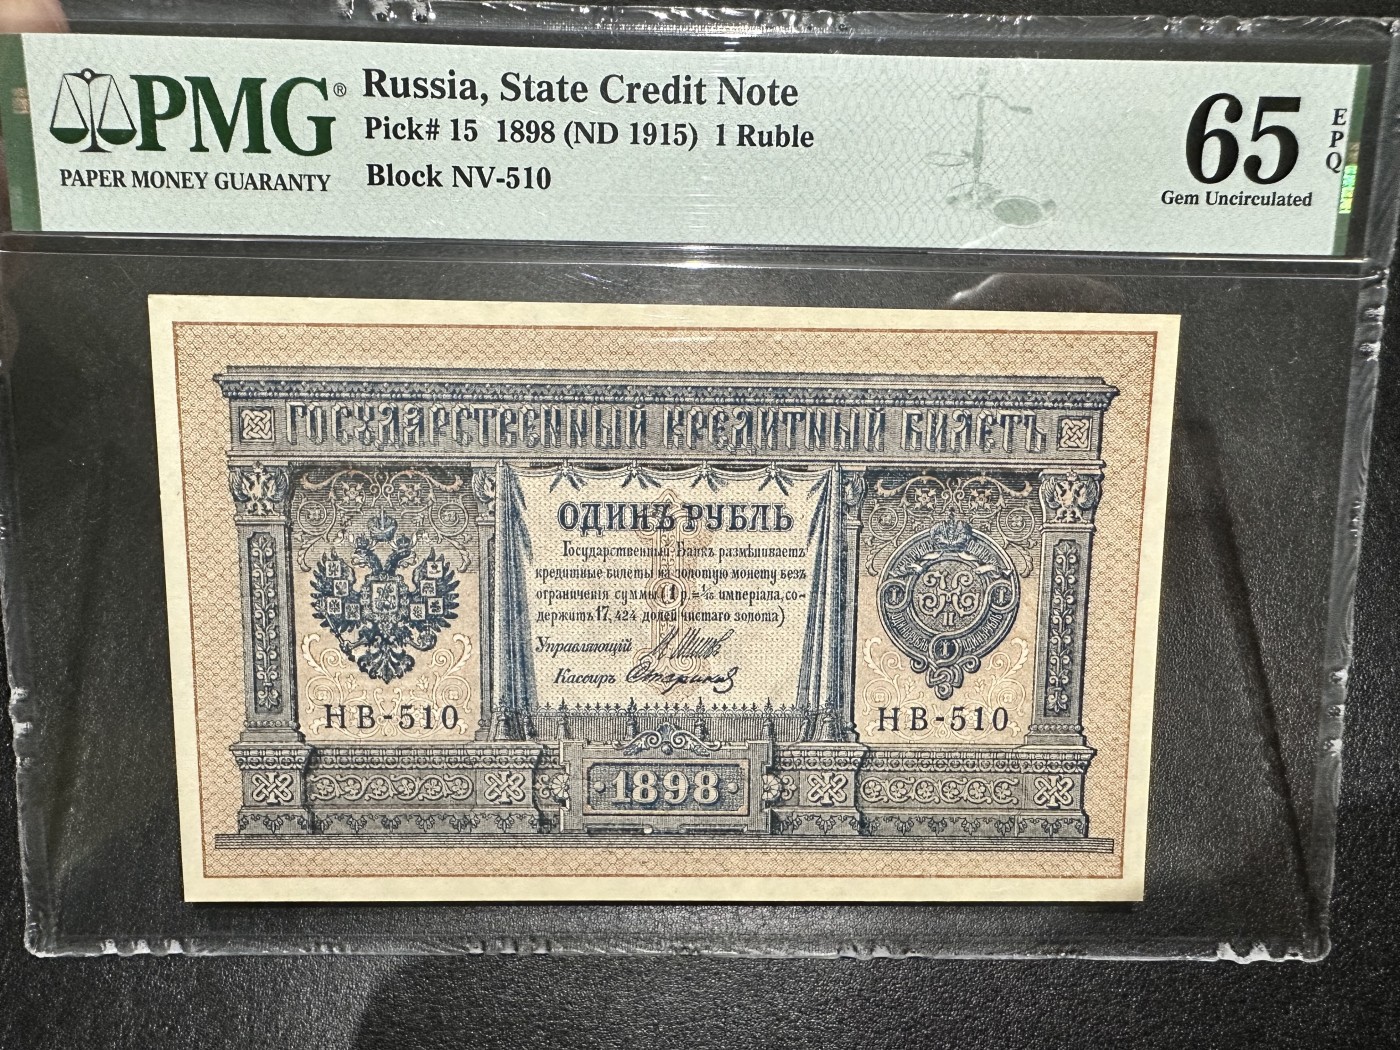 PMG®
PAPER MONEY GUARANTY
Russia, State Credit Note
Pick# 15 1898 (ND 1915) 1 Ruble
Block NV-510
65
EPQ
Gem Uncirculated
ГОСУДАРСТВЕННЫЙ КРЕДИТНЫЙ БИЛЕТЪ
ОДИНЪ РУБЛЬ
Государственный Банкъ размѣниваетъ
кредитные билеты на золотую монету безъ
ограниченія суммы (1 р. = 1/15 имперіала, со-
держитъ 17,424 долей чистаго золота)
Управляющій
Кассиръ
НВ-510
НВ-510
1898